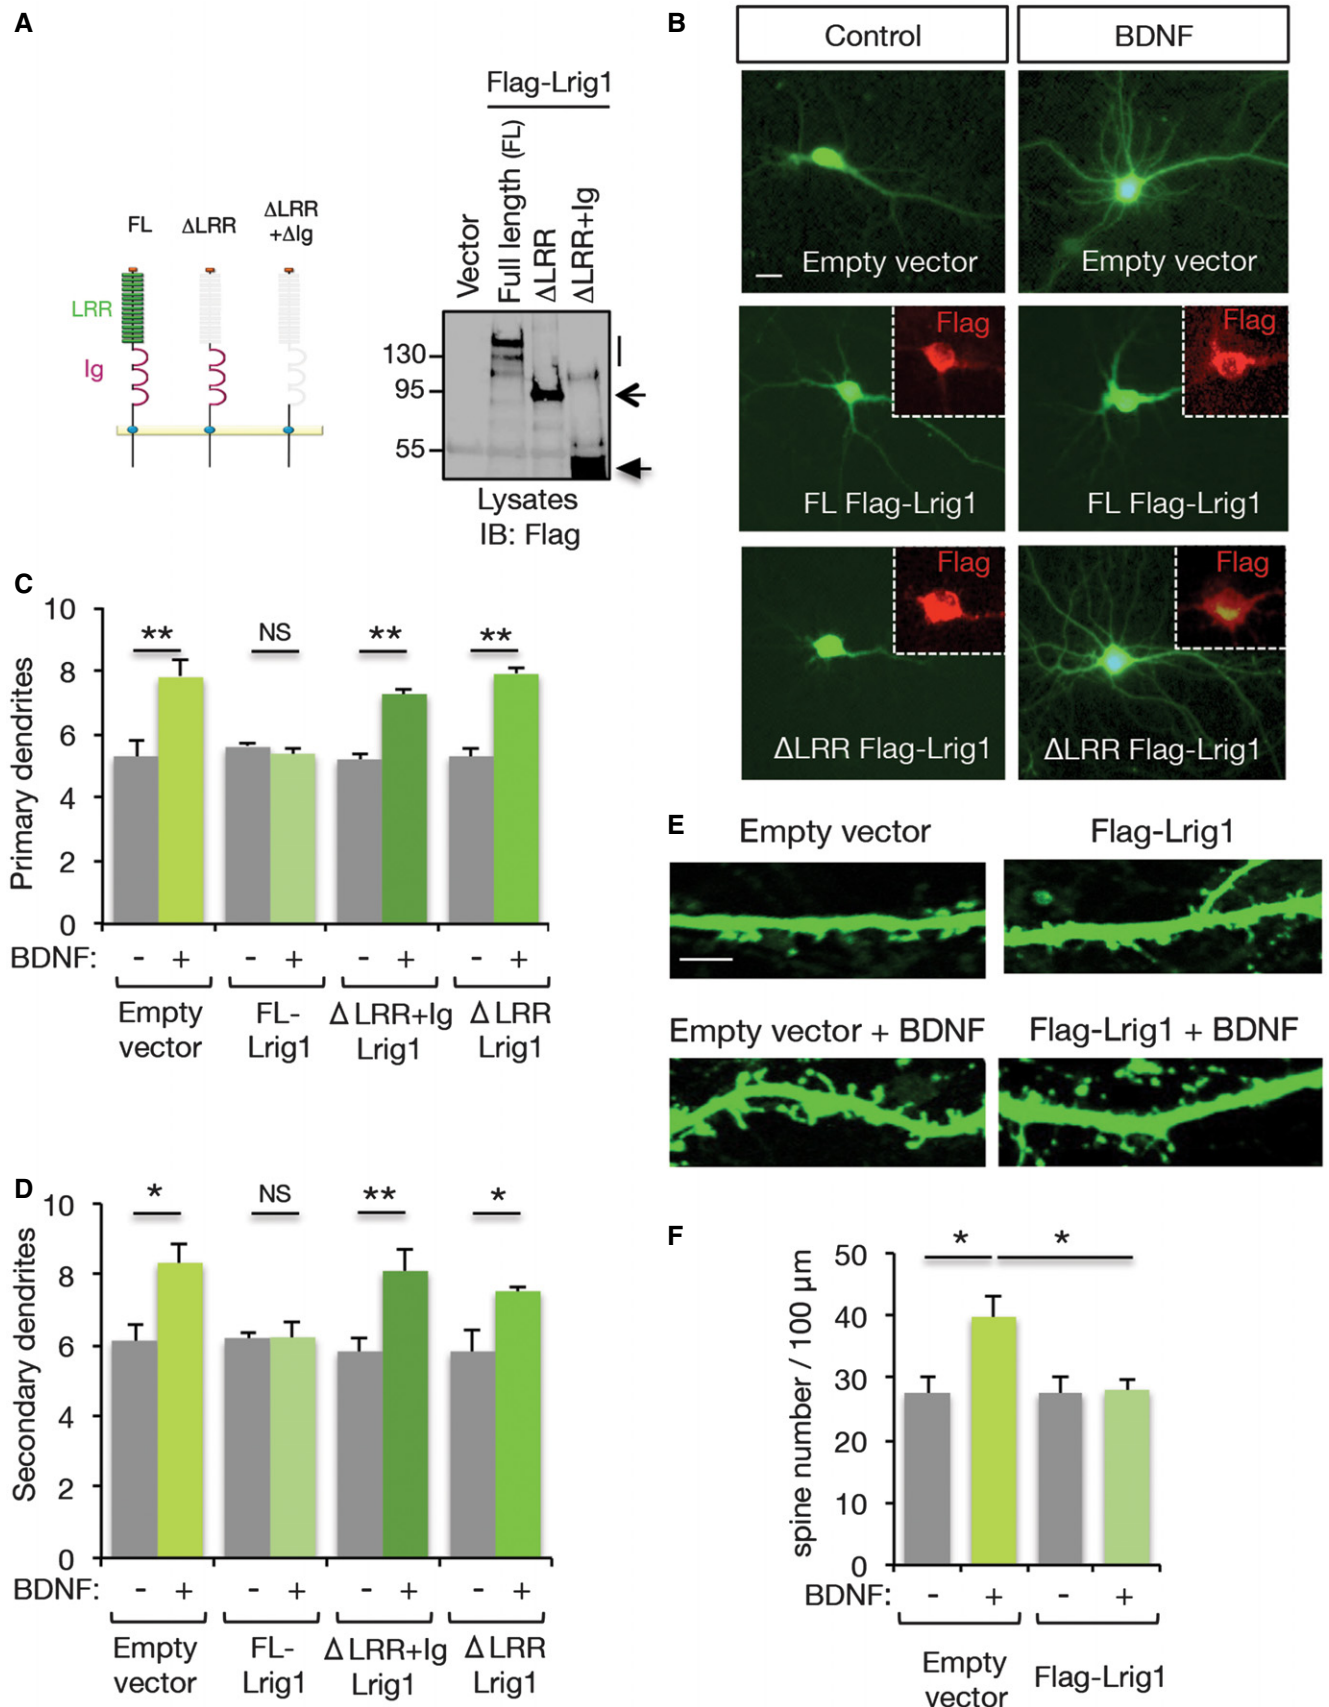 A
FL
ΔLRR
ΔLRR
+ΔIg
LRR
Ig
Flag-Lrig1
Vector
Full length (FL)
ΔLRR
ΔLRR+Ig
130
95
55
Lysates
IB: Flag
B
Control
BDNF
Empty vector
Empty vector
Flag
FL Flag-Lrig1
Flag
FL Flag-Lrig1
Flag
ΔLRR Flag-Lrig1
Flag
ΔLRR Flag-Lrig1
C
Primary dendrites
10
8
6
4
2
0
**
NS
**
**
BDNF: - + - + - + - +
Empty vector
FL-Lrig1
ΔLRR+Ig Lrig1
ΔLRR Lrig1
D
Secondary dendrites
10
8
6
4
2
0
*
NS
**
*
BDNF: - + - + - + - +
Empty vector
FL-Lrig1
ΔLRR+Ig Lrig1
ΔLRR Lrig1
E
Empty vector
Flag-Lrig1
Empty vector + BDNF
Flag-Lrig1 + BDNF
F
spine number / 100 µm
50
40
30
20
10
0
*
*
BDNF: - + - +
Empty vector
Flag-Lrig1